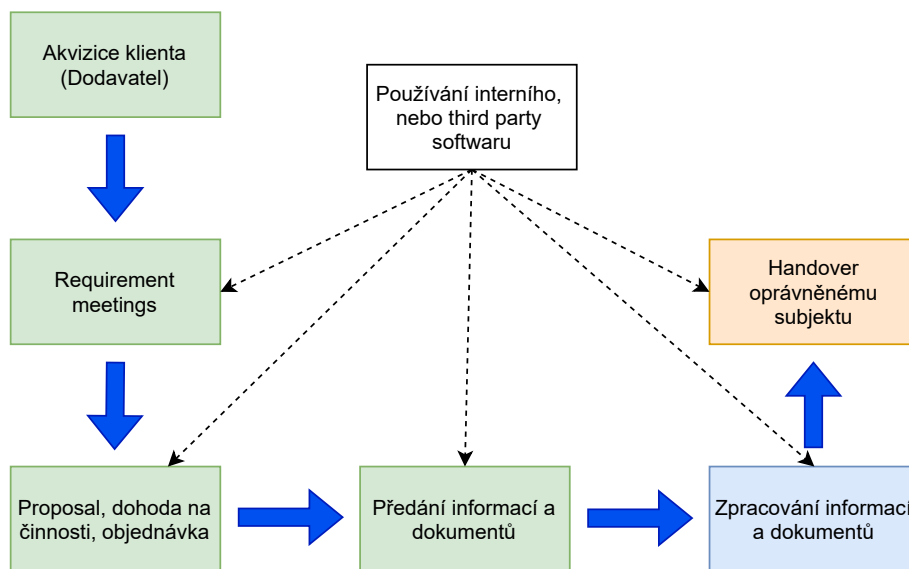 Akvizice klienta
(Dodavatel)
Používání interního,
nebo third party
softwaru
Requirement
meetings
Handover
oprávněnému
subjektu
Proposal, dohoda na
činnosti, objednávka
Předání informací a
dokumentů
Zpracování informací
a dokumentů